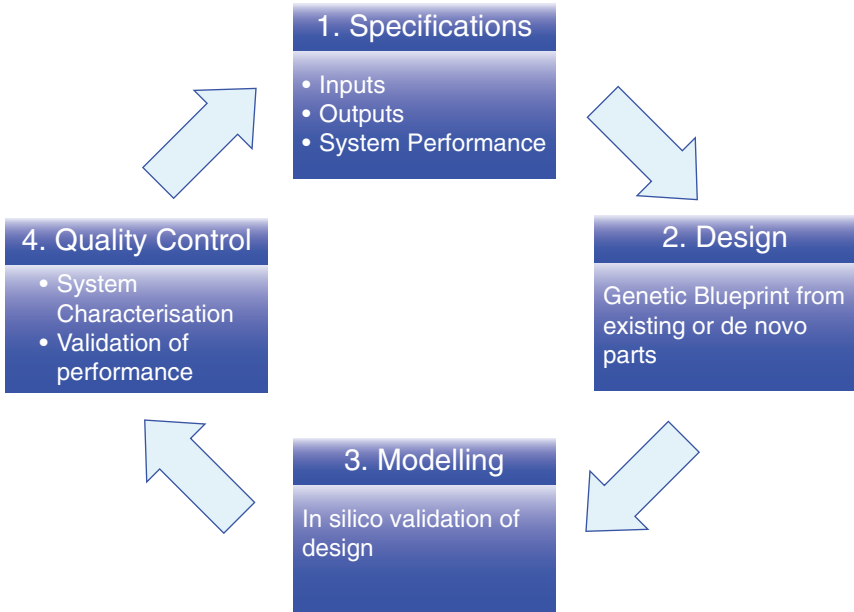 1. Specifications
• Inputs
• Outputs
• System Performance
2. Design
Genetic Blueprint from
existing or de novo
parts
3. Modelling
In silico validation of
design
4. Quality Control
• System
Characterisation
• Validation of
performance